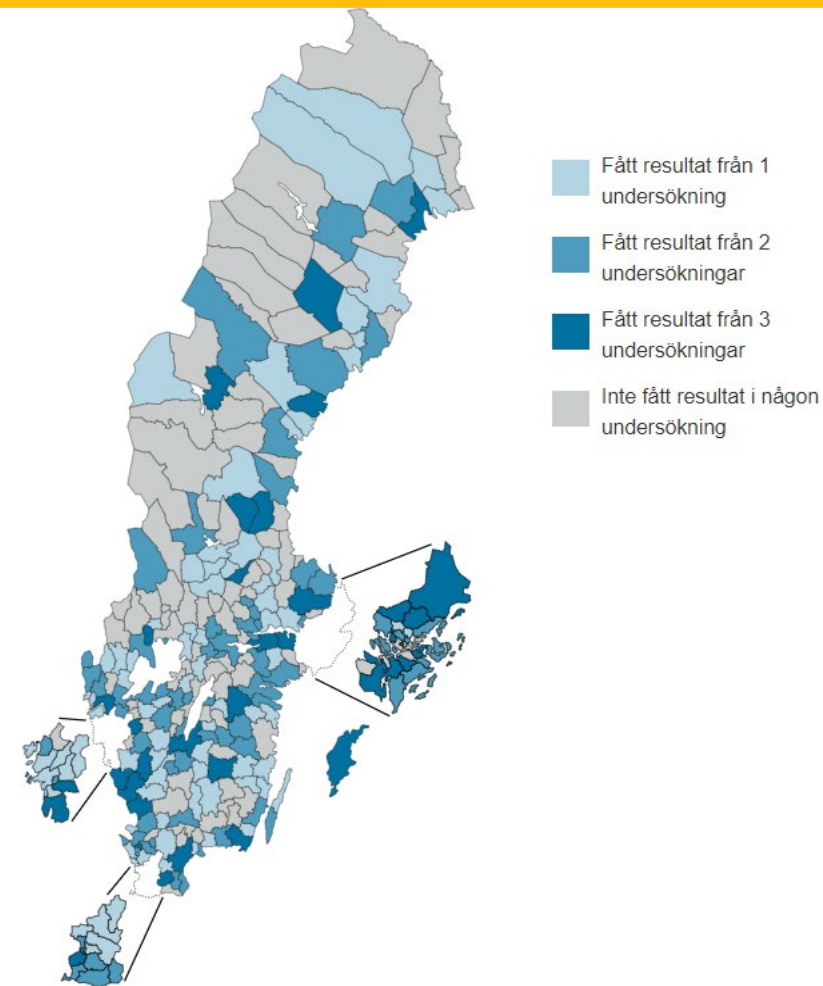 Fått resultat från 1
undersökning
Fått resultat från 2
undersökningar
Fått resultat från 3
undersökningar
Inte fått resultat i någon
undersökning